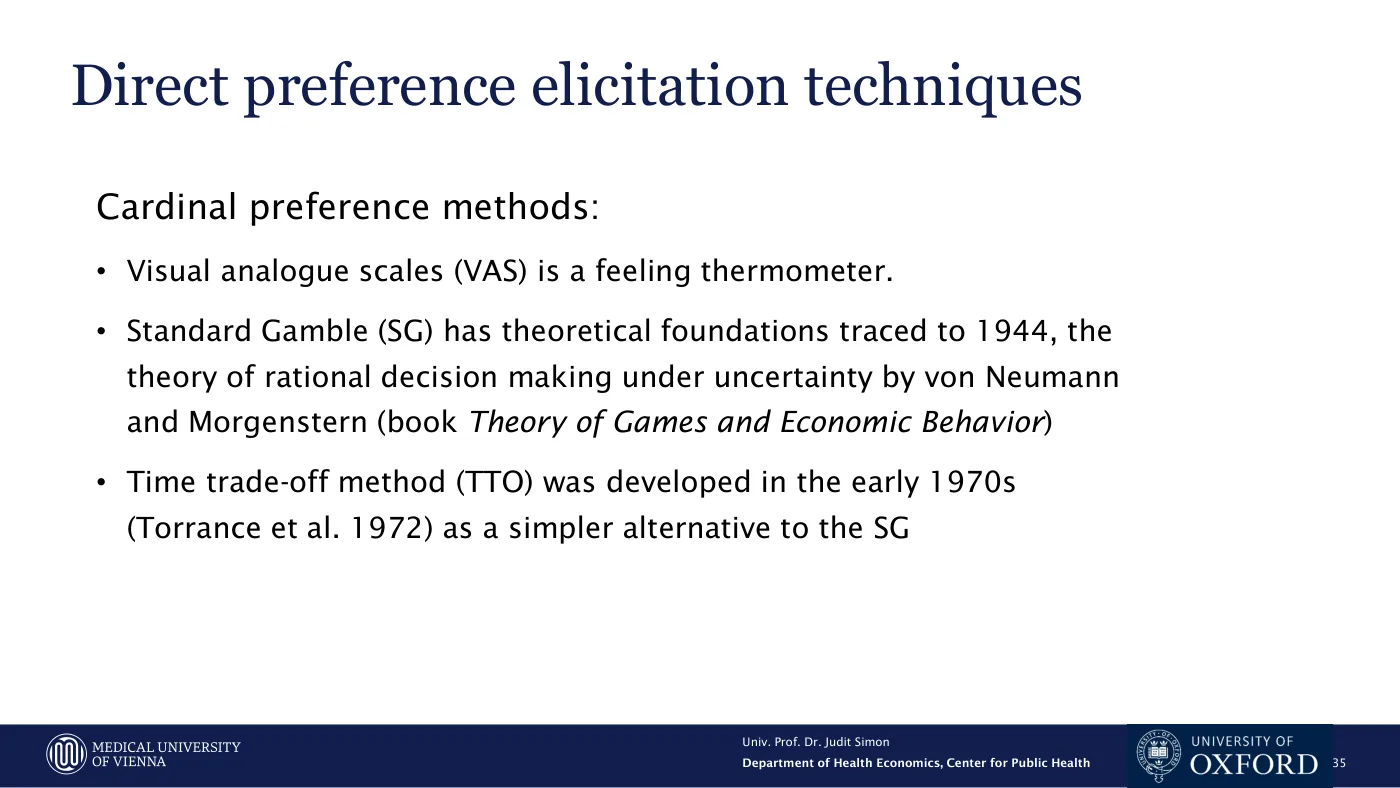 Direct preference elicitation techniques
Cardinal preference methods:
• Visual analogue scales (VAS) is a feeling thermometer.
• Standard Gamble (SG) has theoretical foundations traced to 1944, the
theory of rational decision making under uncertainty by von Neumann
and Morgenstern (book Theory of Games and Economic Behavior)
• Time trade-off method (TTO) was developed in the early 1970s
(Torrance et al. 1972) as a simpler alternative to the SG
MEDICAL UNIVERSITY
OF VIENNA
Univ. Prof. Dr. Judit Simon
Department of Health Economics, Center for Public Health
UNIVERSITY OF
OXFORD
35